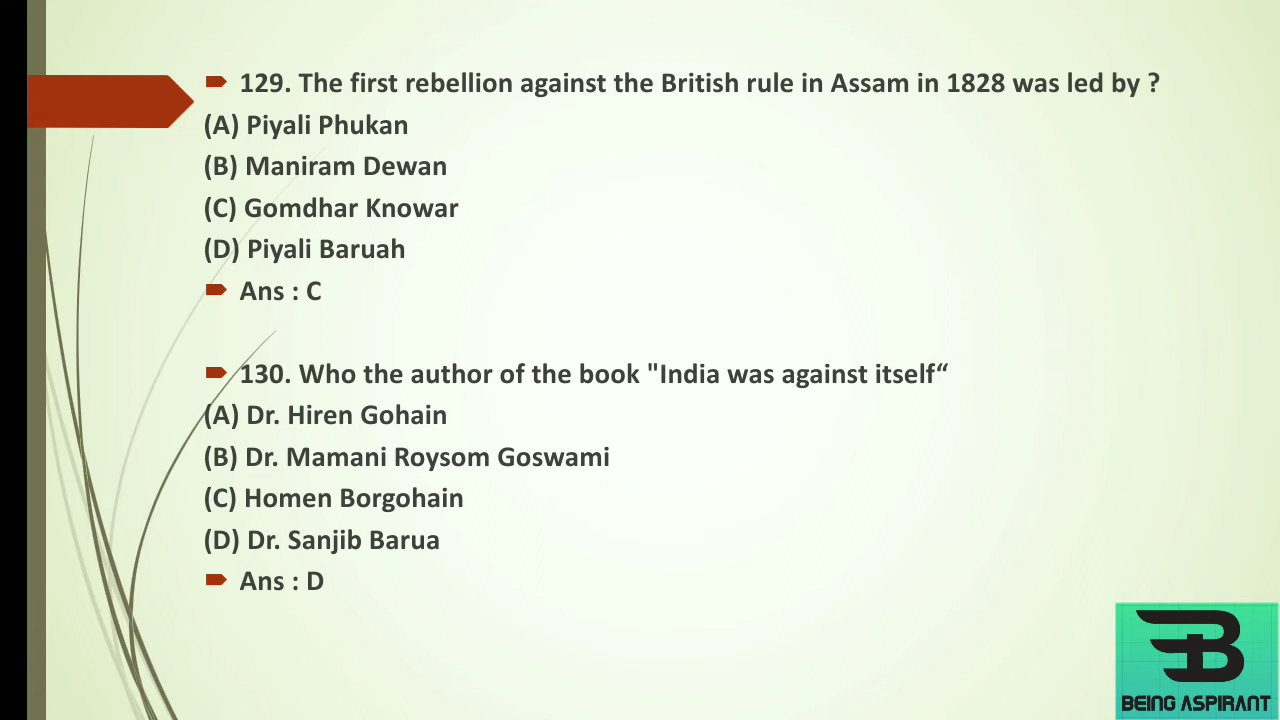 129. The first rebellion against the British rule in Assam in 1828 was led by ?
(A) Piyali Phukan
(B) Maniram Dewan
(C) Gomdhar Knowar
(D) Piyali Baruah
Ans : C
130. Who the author of the book "India was against itself“
(A) Dr. Hiren Gohain
(B) Dr. Mamani Roysom Goswami
(C) Homen Borgohain
(D) Dr. Sanjib Barua
Ans : D
BEING ASPIRANT